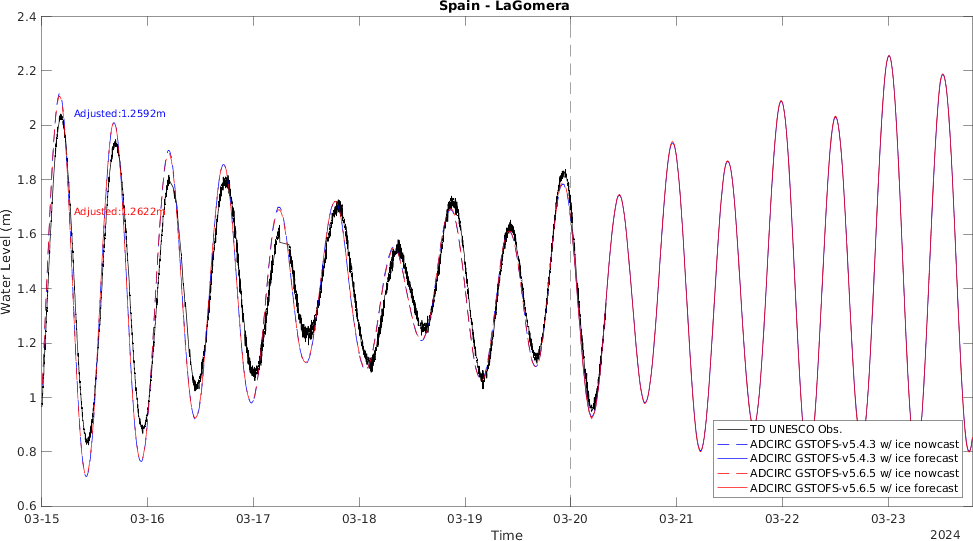 Spain - LaGomera
2.4
2.2
2
1.8
1.6
1.4
1.2
1
0.8
0.6
Water Level (m)
Adjusted:1.2592m
Adjusted:1.2622m
TD UNESCO Obs.
ADCIRC GSTOFS-v5.4.3 w/ ice nowcast
ADCIRC GSTOFS-v5.4.3 w/ ice forecast
ADCIRC GSTOFS-v5.6.5 w/ ice nowcast
ADCIRC GSTOFS-v5.6.5 w/ ice forecast
03-15 03-16 03-17 03-18 03-19 03-20 03-21 03-22 03-23
Time
2024